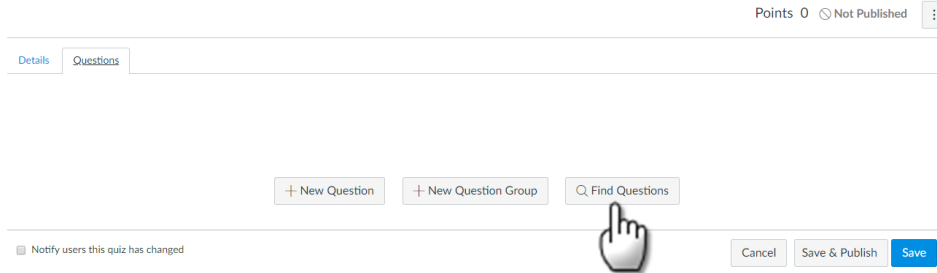 Points 0 Not Published
Details Questions
+ New Question + New Question Group Find Questions
Notify users this quiz has changed
Cancel Save & Publish Save